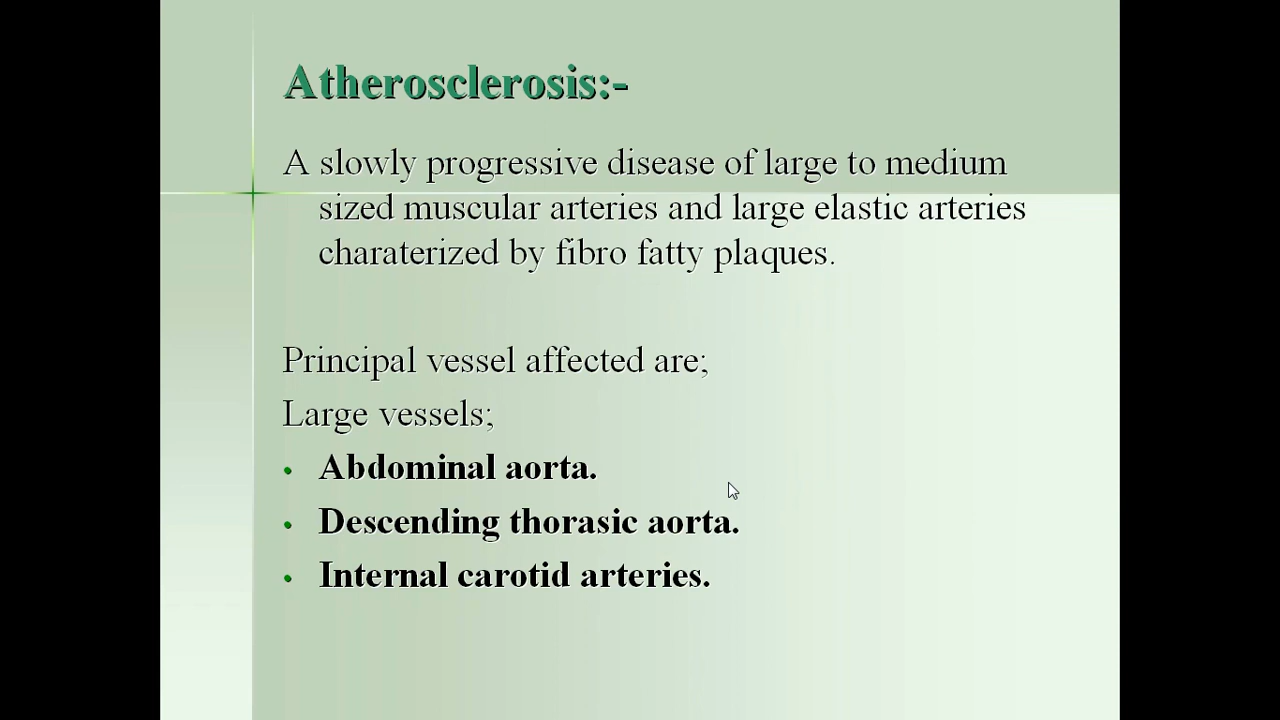 Atherosclerosis:-
A slowly progressive disease of large to medium
sized muscular arteries and large elastic arteries
charaterized by fibro fatty plaques.
Principal vessel affected are;
Large vessels;
• Abdominal aorta.
• Descending thorasic aorta.
• Internal carotid arteries.